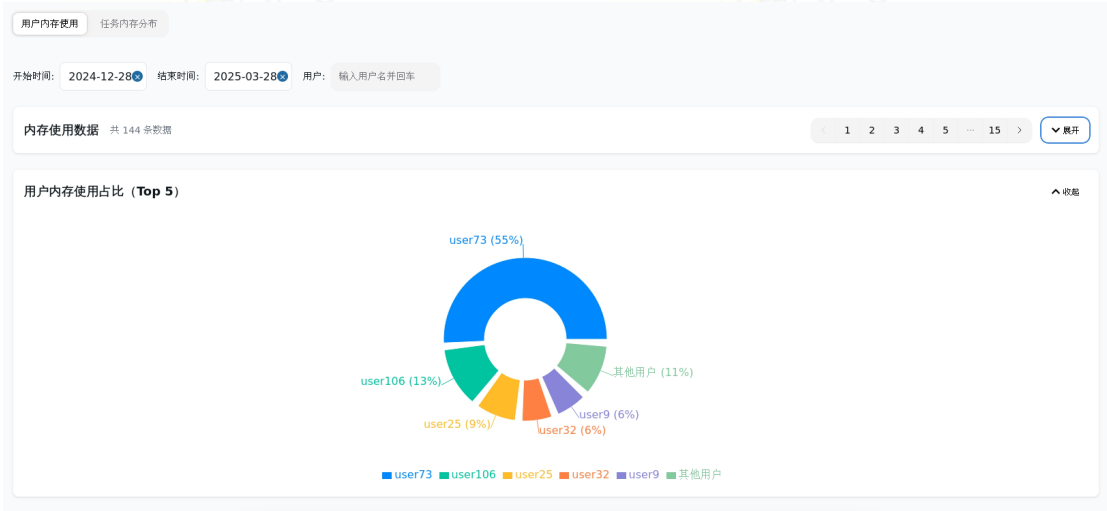 用户内存使用 任务内存分布
开始时间: 2024-12-28 结束时间: 2025-03-28 用户: 输入用户名并回车
内存使用数据 共 144 条数据 1 2 3 4 5 ··· 15 展开
用户内存使用占比（Top 5） 收起
user73 (55%)
其他用户 (11%)
user106 (13%)
user9 (6%)
user25 (9%)
user32 (6%)
user73 user106 user25 user32 user9 其他用户